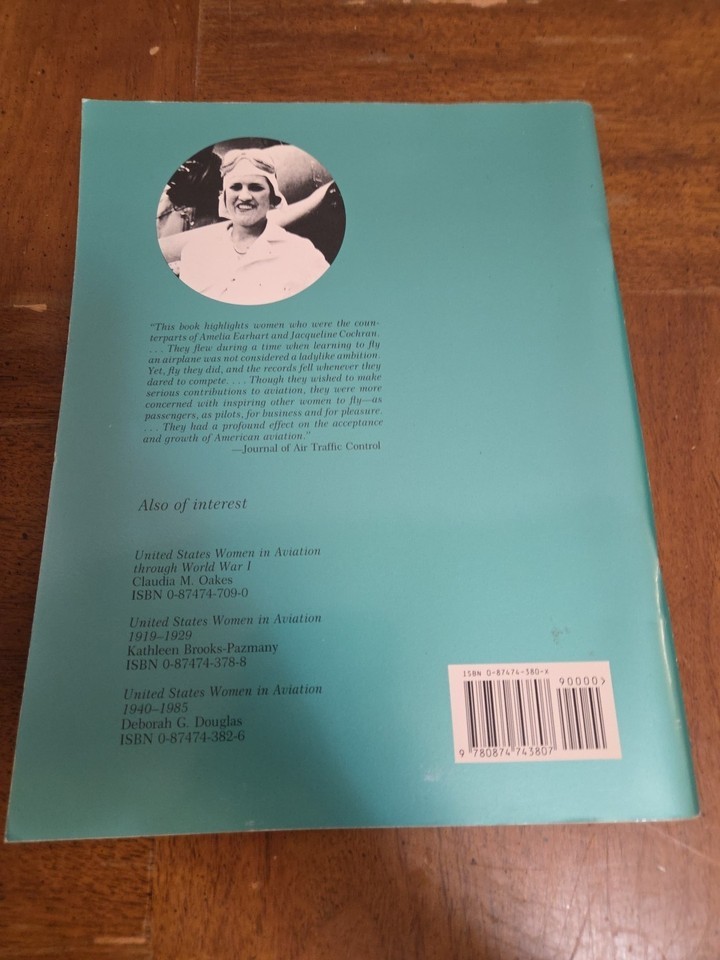 "This book highlights women who were the coun-
terparts of Amelia Earhart and Jacqueline Cochran.
. . . They flew during a time when learning to fly
an airplane was not considered a ladylike ambition.
Yet, fly they did, and the records fell whenever they
dared to compete. . . . Though they wished to make
serious contributions to aviation, they were more
concerned with inspiring other women to fly—as
passengers, as pilots, for business and for pleasure.
. . . They had a profound effect on the acceptance
and growth of American aviation."
—Journal of Air Traffic Control
Also of interest
United States Women in Aviation
through World War I
Claudia M. Oakes
ISBN 0-87474-709-0
United States Women in Aviation
1919–1929
Kathleen Brooks-Pazmany
ISBN 0-87474-378-8
United States Women in Aviation
1940–1985
Deborah G. Douglas
ISBN 0-87474-382-6
ISBN 0-87474-380-X
90000>
9 780874 743807